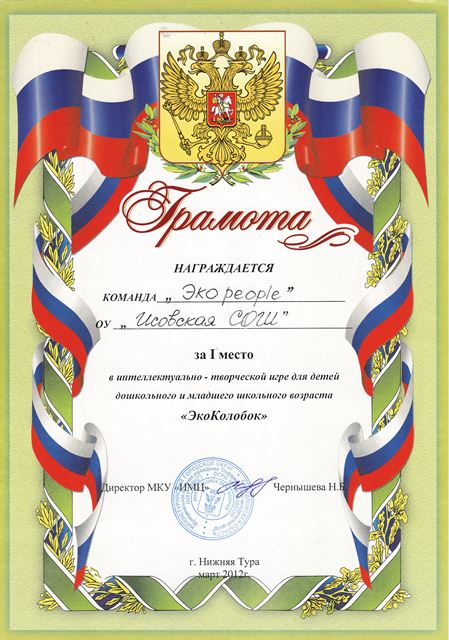 Грамота
НАГРАЖДАЕТСЯ
КОМАНДА „Эко people”
ОУ „Исовская СОШ”
за I место
в интеллектуально - творческой игре для детей
дошкольного и младшего школьного возраста
«ЭкоКолобок»
Директор МКУ «ИМЦ» Чернышева Н.Б.
г. Нижняя Тура
март 2012г.